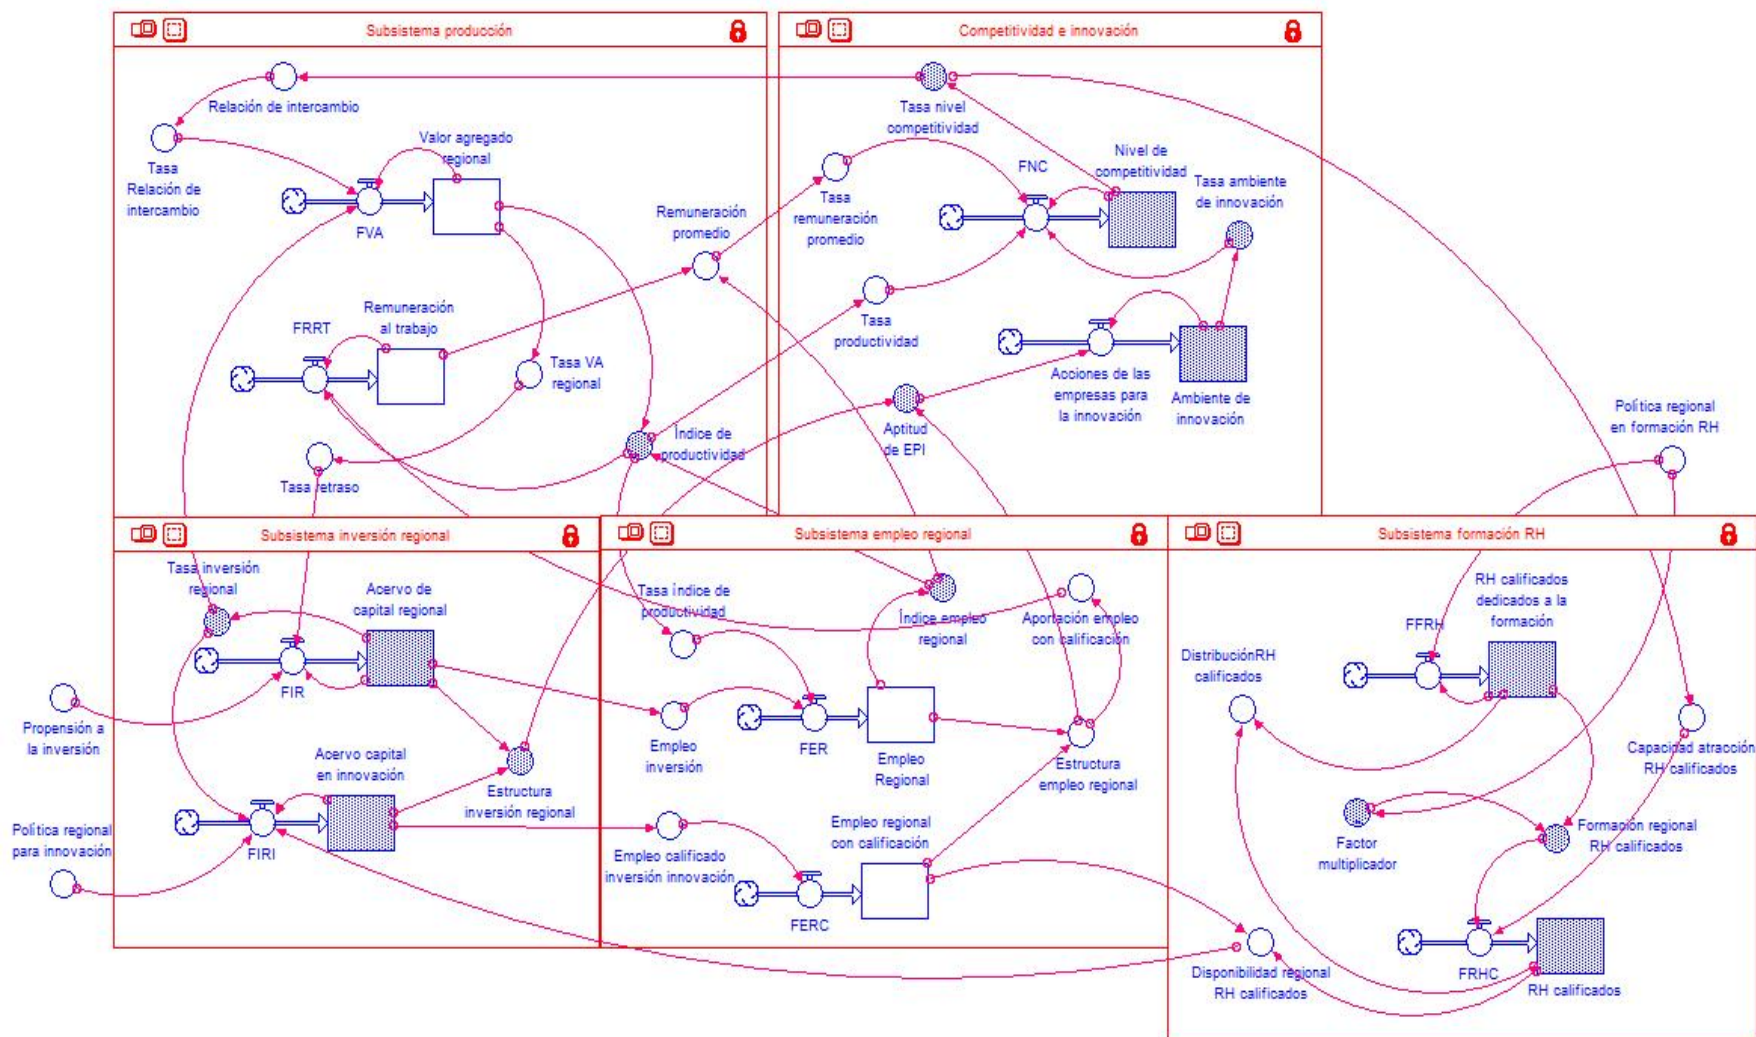 Subsistema producción
Relación de intercambio
Tasa
Relación de
intercambio
Valor agregado
regional
FVA
Remuneración
promedio
FRRT
Remuneración
al trabajo
Tasa VA
regional
Tasa retraso
Índice de
productividad
Competitividad e innovación
Tasa nivel
competitividad
Tasa
remuneración
promedio
FNC
Nivel de
competitividad
Tasa ambiente
de innovación
Tasa
productividad
Acciones de las
empresas para
la innovación
Ambiente de
innovación
Aptitud
de EPI
Política regional
en formación RH
Subsistema inversión regional
Tasa inversión
regional
Acervo de
capital regional
FIR
Propensión a
la inversión
Acervo capital
en innovación
Estructura
inversión regional
Política regional
para innovación
FIRI
Subsistema empleo regional
Tasa índice de
productividad
Índice empleo
regional
Aportación empleo
con calificación
Empleo
inversión
FER
Empleo
Regional
Estructura
empleo regional
Empleo regional
con calificación
Empleo calificado
inversión innovación
FERC
Subsistema formación RH
RH calificados
dedicados a la
formación
FFRH
DistribuciónRH
calificados
Capacidad atracción
RH calificados
Factor
multiplicador
Formación regional
RH calificados
Disponibilidad regional
RH calificados
FRHC
RH calificados